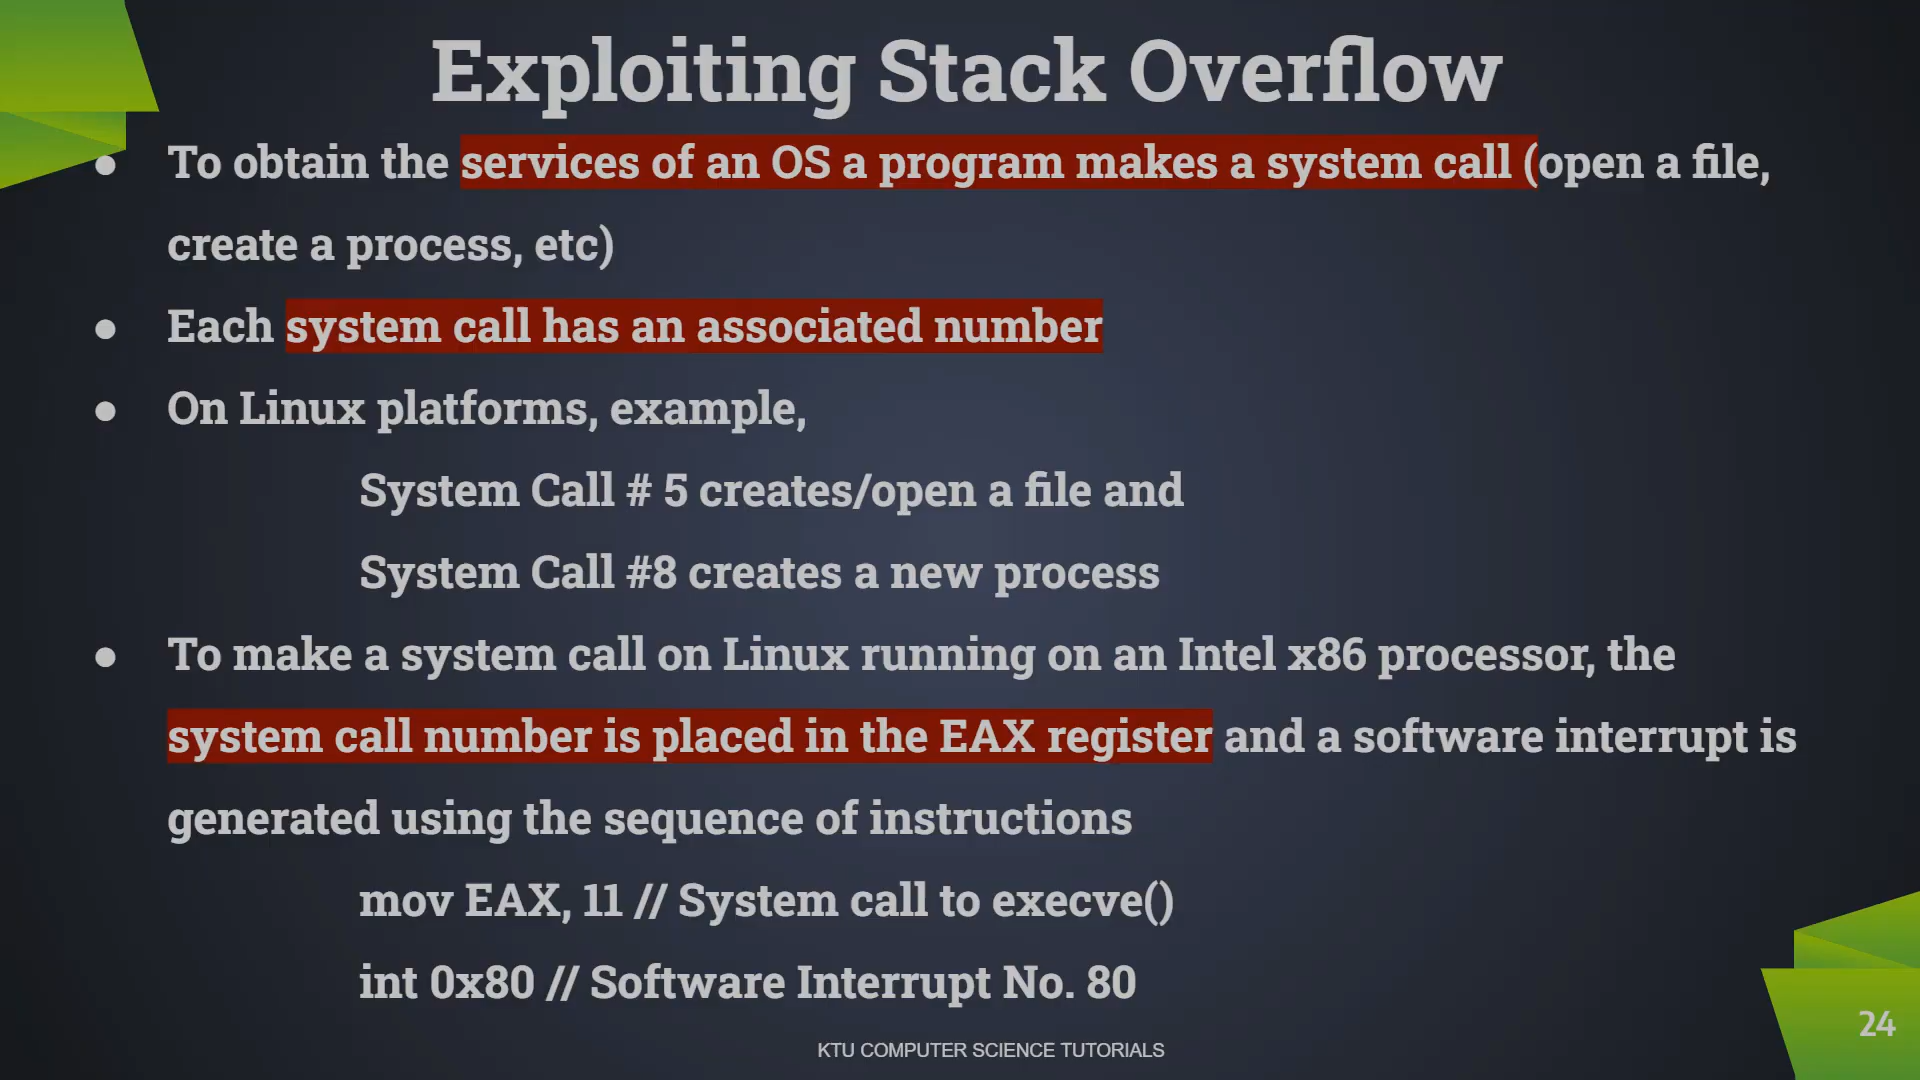 Exploiting Stack Overflow
● To obtain the services of an OS a program makes a system call (open a file,
create a process, etc)
● Each system call has an associated number
● On Linux platforms, example,
System Call # 5 creates/open a file and
System Call #8 creates a new process
● To make a system call on Linux running on an Intel x86 processor, the
system call number is placed in the EAX register and a software interrupt is
generated using the sequence of instructions
mov EAX, 11 // System call to execve()
int 0x80 // Software Interrupt No. 80
24
KTU COMPUTER SCIENCE TUTORIALS